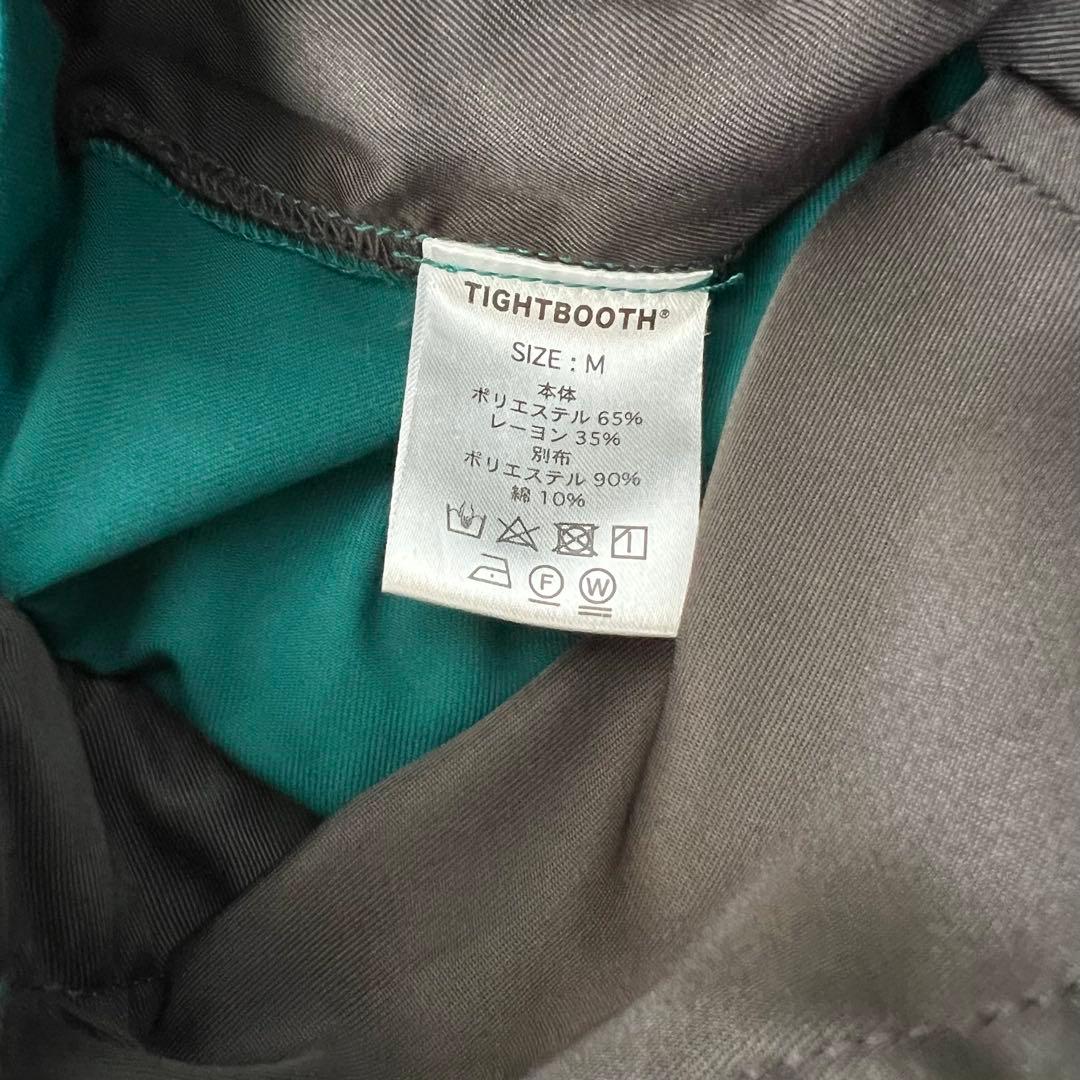 TIGHTBOOTH®
SIZE : M
本体
ポリエステル 65%
レーヨン 35%
別布
ポリエステル 90%
綿 10%
F W